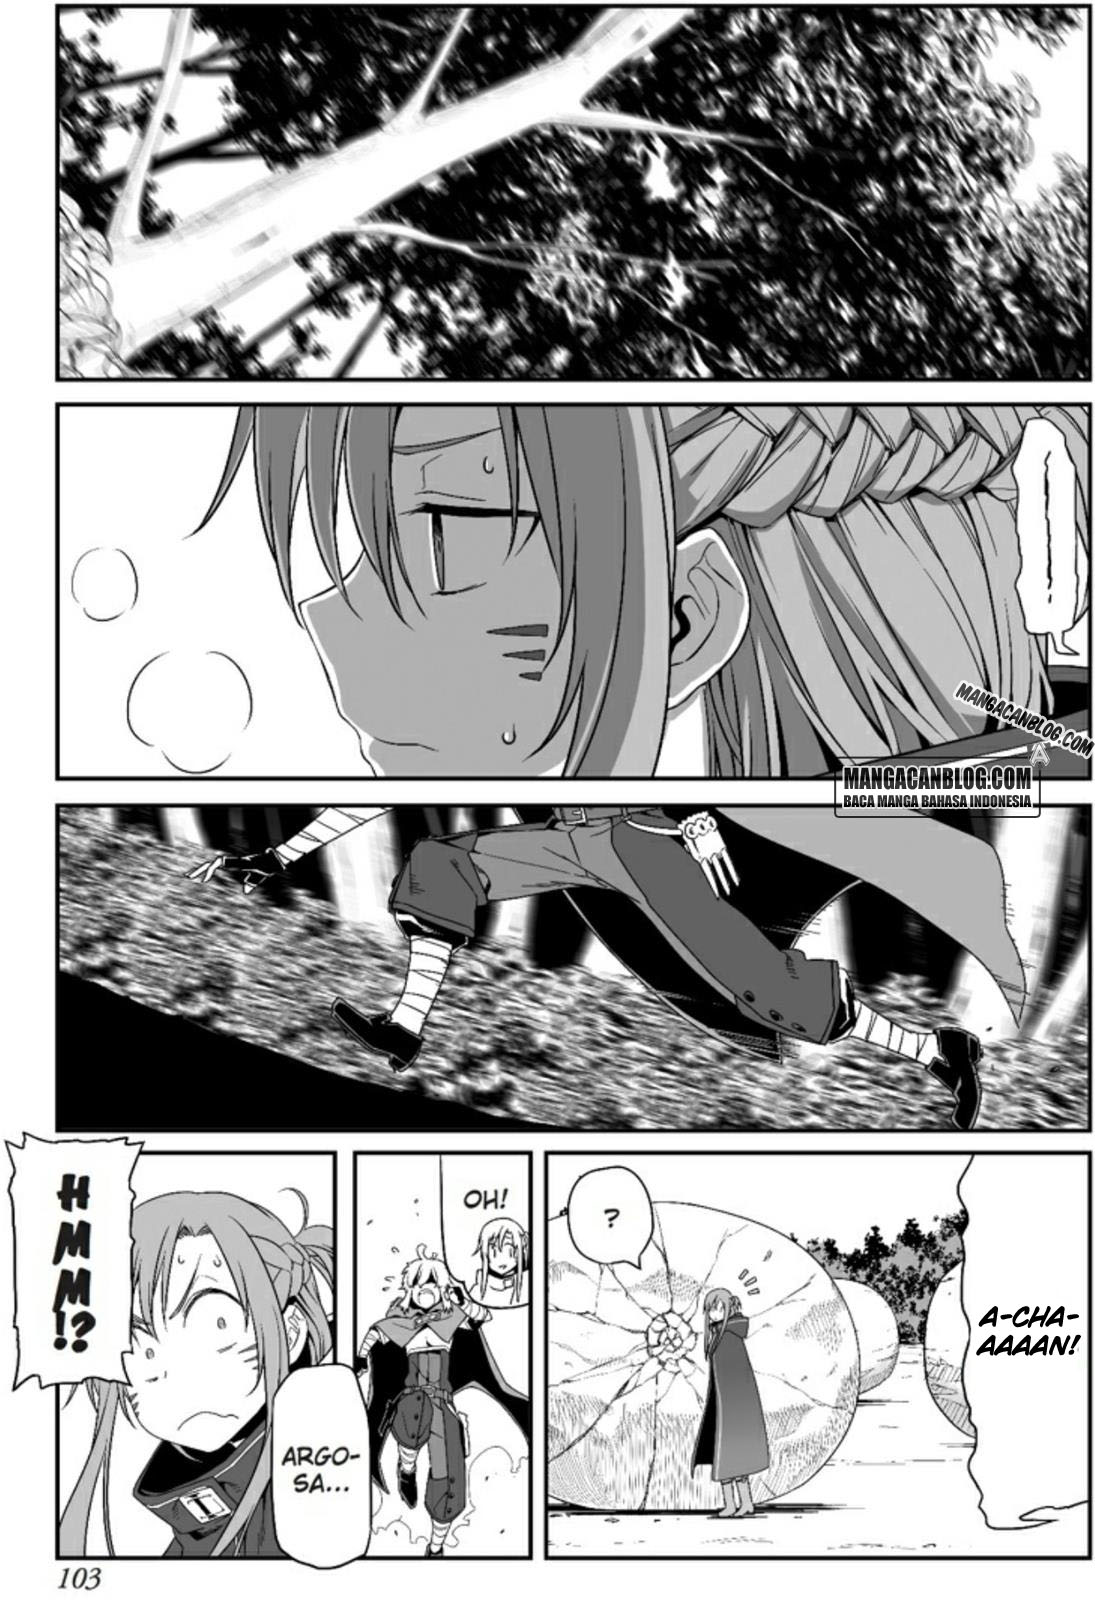 MANGACANBLOG.COM
MANGACANBLOG.COM
BACA MANGA BAHASA INDONESIA
A-CHA-
AAAAN!
?
OH!
ARGO-
SA...
HMM!?
103